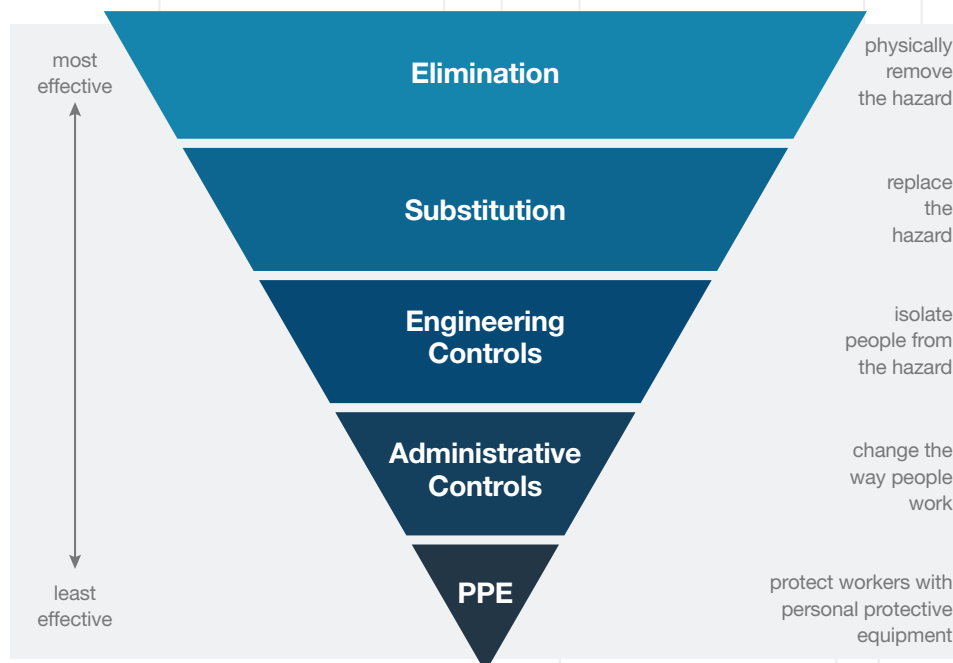 most
effective
Elimination
physically
remove
the hazard
Substitution
replace
the
hazard
Engineering
Controls
isolate
people from
the hazard
Administrative
Controls
change the
way people
work
least
effective
PPE
protect workers with
personal protective
equipment